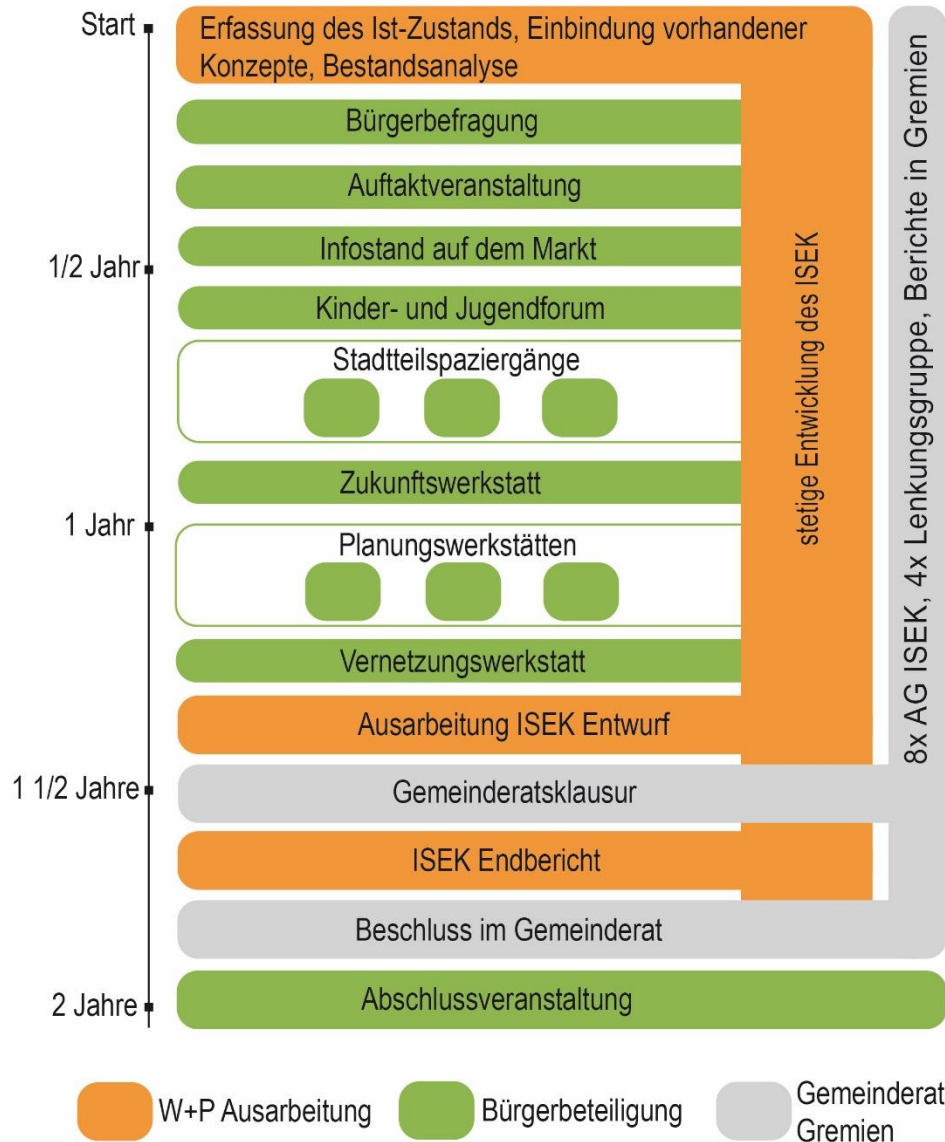 Start
Erfassung des Ist-Zustands, Einbindung vorhandener
Konzepte, Bestandsanalyse
Bürgerbefragung
Auftaktveranstaltung
Infostand auf dem Markt
1/2 Jahr
Kinder- und Jugendforum
Stadtteilspaziergänge
Zukunftswerkstatt
1 Jahr
Planungswerkstätten
Vernetzungswerkstatt
Ausarbeitung ISEK Entwurf
1 1/2 Jahre
Gemeinderatsklausur
ISEK Endbericht
Beschluss im Gemeinderat
2 Jahre
Abschlussveranstaltung
stetige Entwicklung des ISEK
8x AG ISEK, 4x Lenkungsgruppe, Berichte in Gremien
W+P Ausarbeitung
Bürgerbeteiligung
Gemeinderat
Gremien